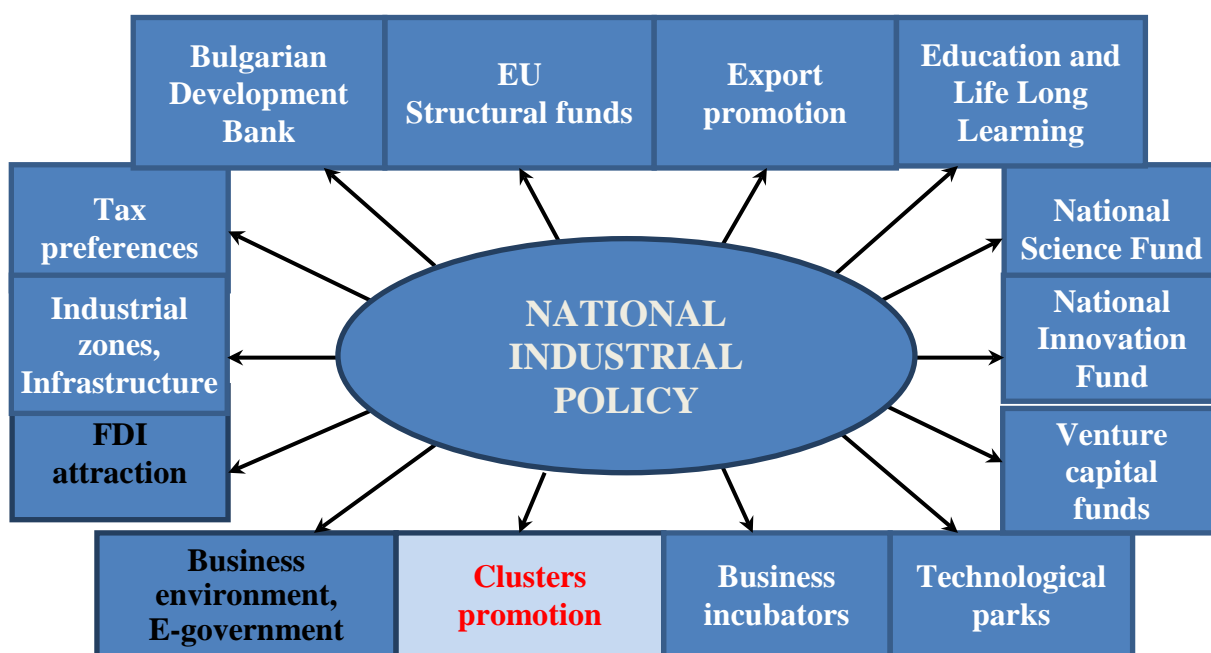 Bulgarian
Development
Bank
EU
Structural funds
Export
promotion
Education and
Life Long
Learning
Tax
preferences
National
Science Fund
Industrial
zones,
Infrastructure
NATIONAL
INDUSTRIAL
POLICY
National
Innovation
Fund
FDI
attraction
Venture
capital
funds
Business
environment,
E-government
Clusters
promotion
Business
incubators
Technological
parks